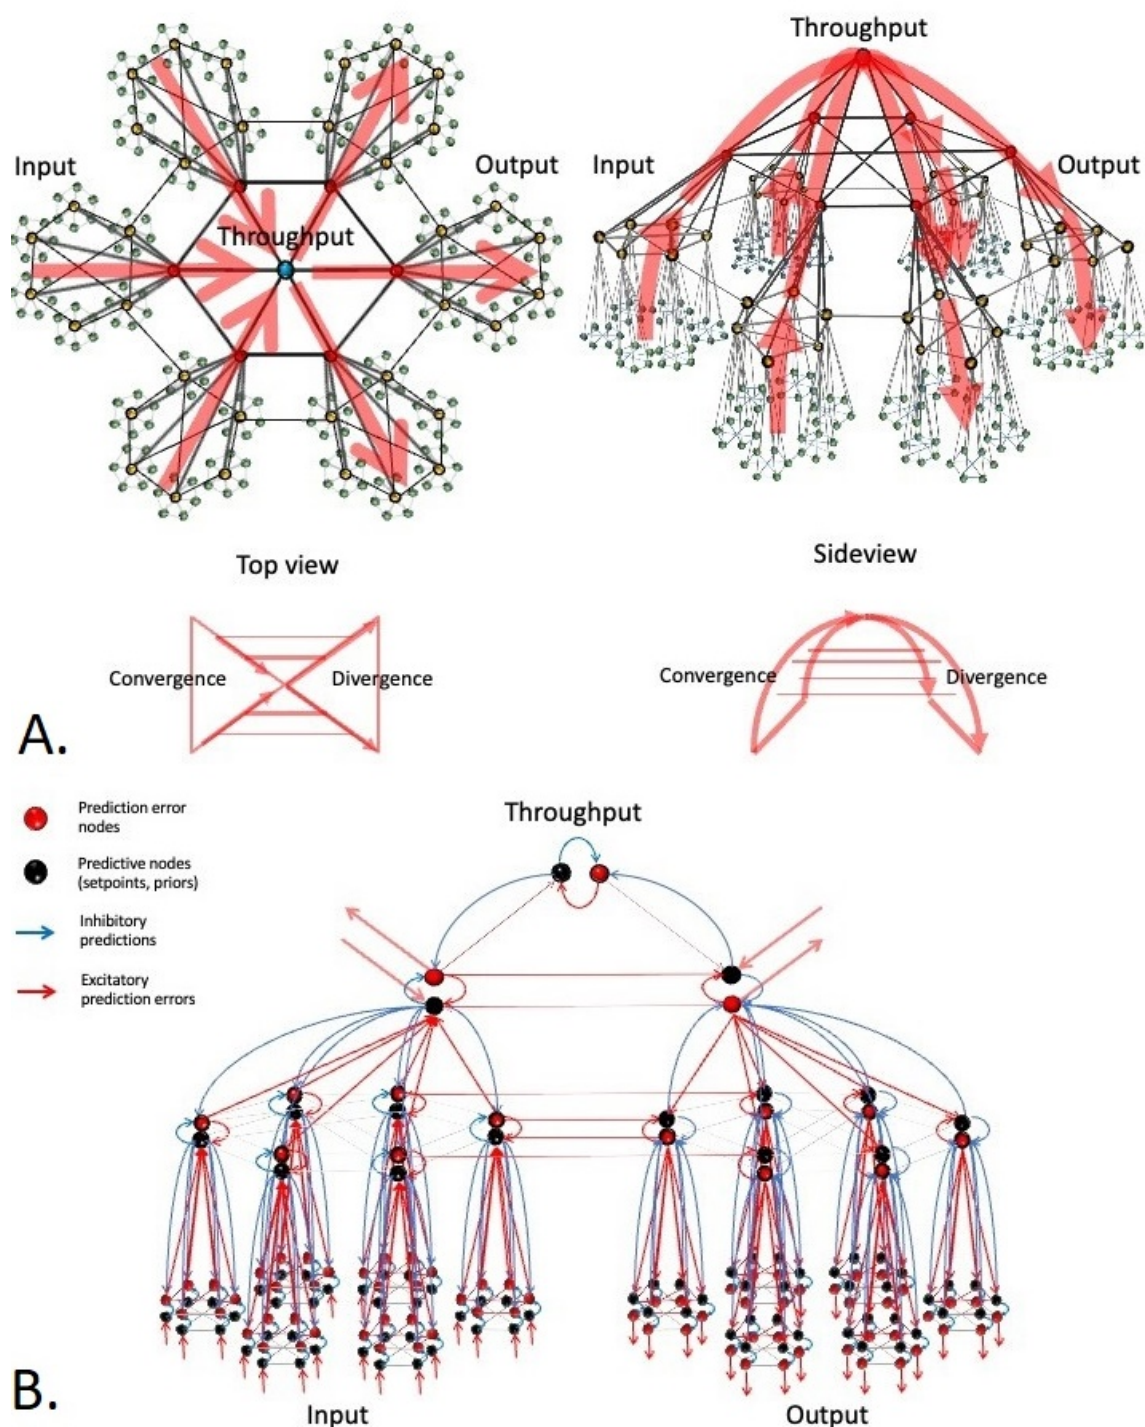 Throughput
Input
Output
Throughput
Top view
Convergence
Divergence
Throughput
Input
Output
Sideview
Convergence
Divergence
A.
Prediction error
nodes
Predictive nodes
(setpoints, priors)
Inhibitory
predictions
Excitatory
prediction errors
Throughput
B.
Input
Output